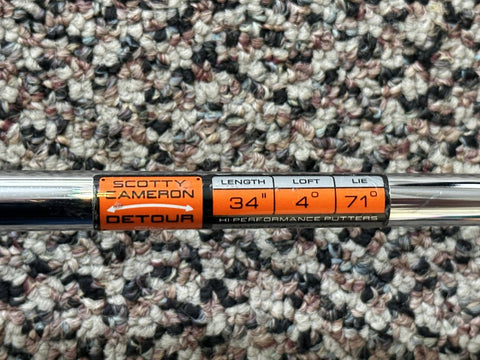 SCOTTY
CAMERON
DETOUR
LENGTH LOFT LIE
34" 4° 71°
HI PERFORMANCE PUTTERS